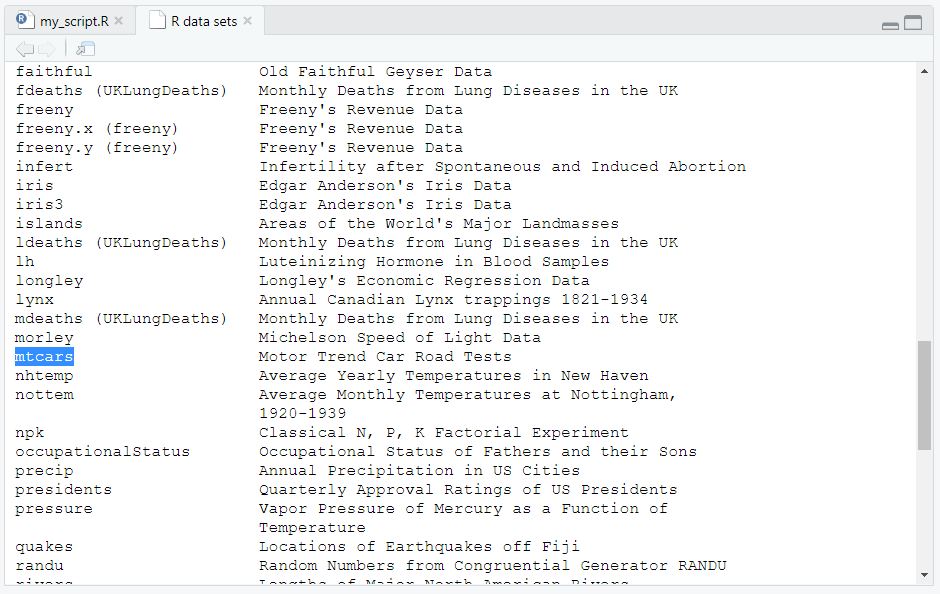 my_script.R
R data sets
faithful Old Faithful Geyser Data
fdeaths (UKLungDeaths) Monthly Deaths from Lung Diseases in the UK
freeny Freeny's Revenue Data
freeny.x (freeny) Freeny's Revenue Data
freeny.y (freeny) Freeny's Revenue Data
infert Infertility after Spontaneous and Induced Abortion
iris Edgar Anderson's Iris Data
iris3 Edgar Anderson's Iris Data
islands Areas of the World's Major Landmasses
ldeaths (UKLungDeaths) Monthly Deaths from Lung Diseases in the UK
lh Luteinizing Hormone in Blood Samples
longley Longley's Economic Regression Data
lynx Annual Canadian Lynx trappings 1821-1934
mdeaths (UKLungDeaths) Monthly Deaths from Lung Diseases in the UK
morley Michelson Speed of Light Data
mtcars Motor Trend Car Road Tests
nhtemp Average Yearly Temperatures in New Haven
nottem Average Monthly Temperatures at Nottingham,
1920-1939
npk Classical N, P, K Factorial Experiment
occupationalStatus Occupational Status of Fathers and their Sons
precip Annual Precipitation in US Cities
presidents Quarterly Approval Ratings of US Presidents
pressure Vapor Pressure of Mercury as a Function of
Temperature
quakes Locations of Earthquakes off Fiji
randu Random Numbers from Congruential Generator RANDU
rivers Lengths of Major North American Rivers